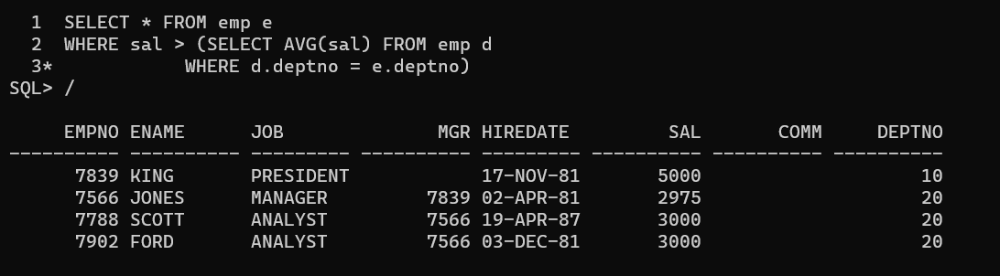 1  SELECT * FROM emp e
  2  WHERE sal > (SELECT AVG(sal) FROM emp d
  3*            WHERE d.deptno = e.deptno)
SQL> /
     EMPNO ENAME      JOB              MGR HIREDATE         SAL       COMM     DEPTNO
---------- ---------- --------- ---------- --------- ---------- ---------- ----------
      7839 KING       PRESIDENT            17-NOV-81       5000                    10
      7566 JONES      MANAGER         7839 02-APR-81       2975                    20
      7788 SCOTT      ANALYST         7566 19-APR-87       3000                    20
      7902 FORD       ANALYST         7566 03-DEC-81       3000                    20